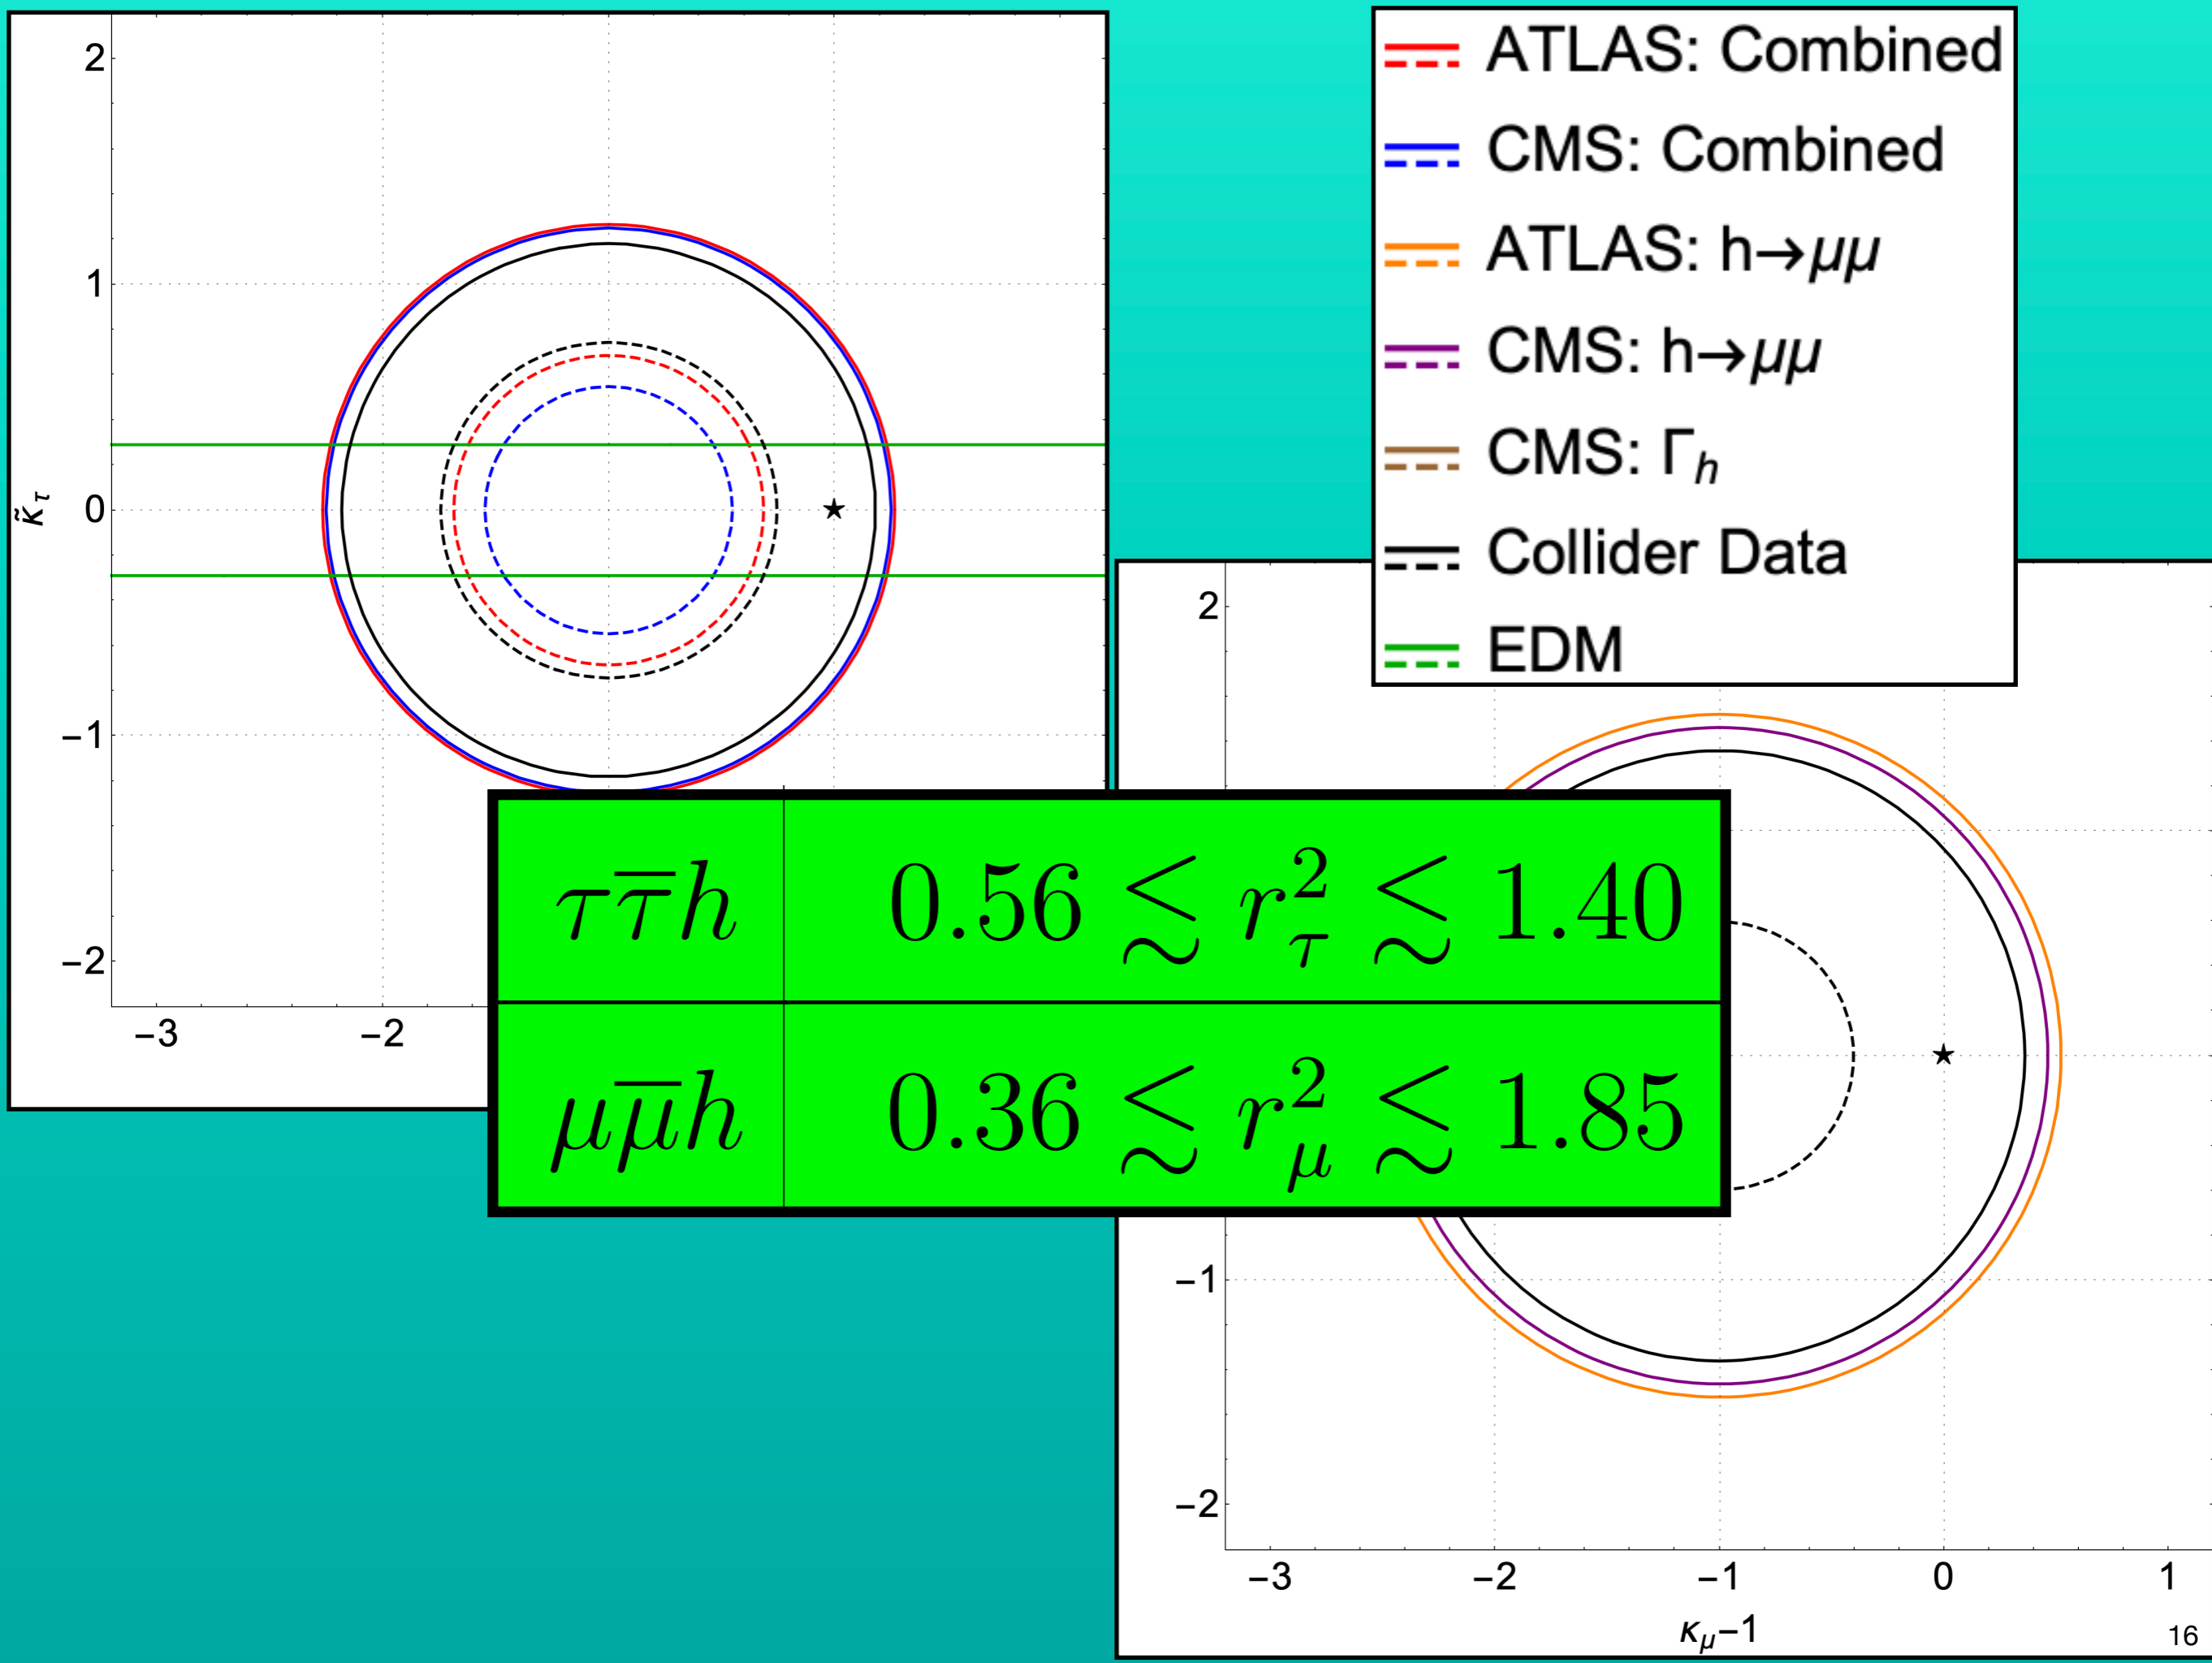 2
1
0
−1
−2
κ̃τ
−3
−2
ATLAS: Combined
CMS: Combined
ATLAS: h→μμ
CMS: h→μμ
CMS: Γh
Collider Data
EDM
τ τ̅ h 0.56 ≲ r²τ ≲ 1.40
μ μ̅ h 0.36 ≲ r²μ ≲ 1.85
2
−1
−2
−3
−2
−1
0
1
κμ−1
16